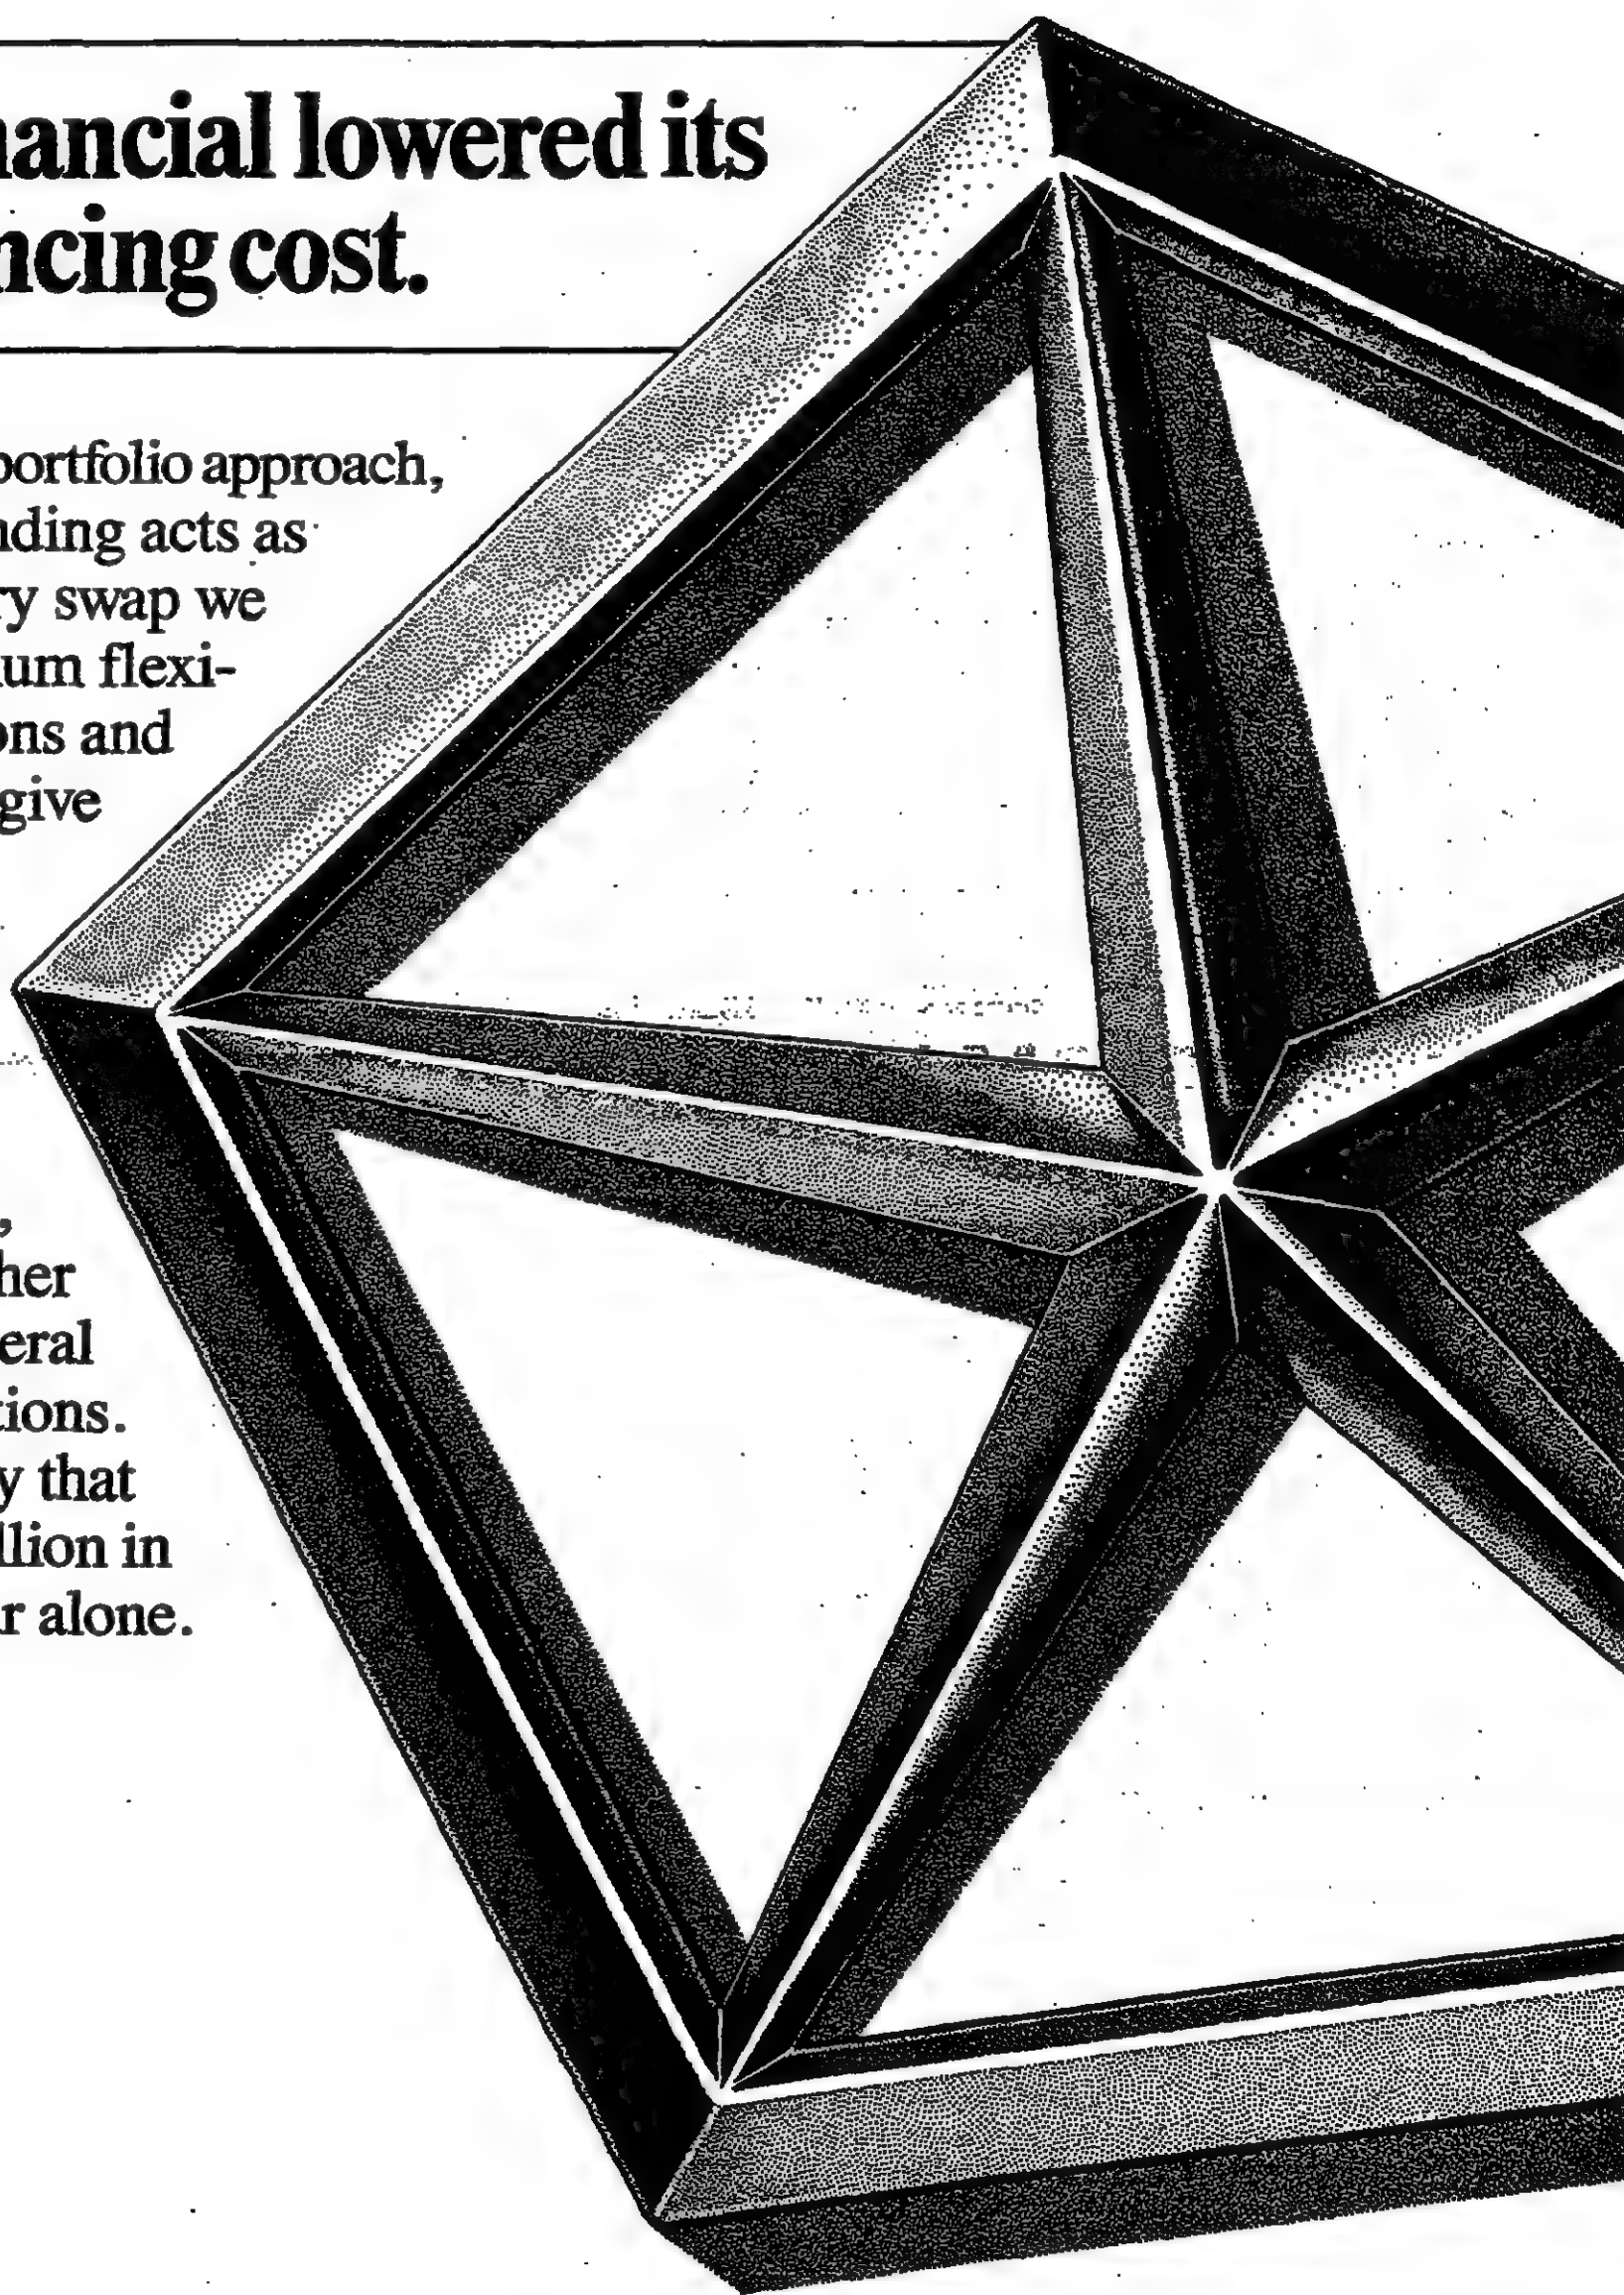 nancial lowered its
ncing cost.
portfolio approach,
nding acts as
ry swap we
um flexi-
ons and
give
,
her
eral
tions.
y that
llion in
r alone.